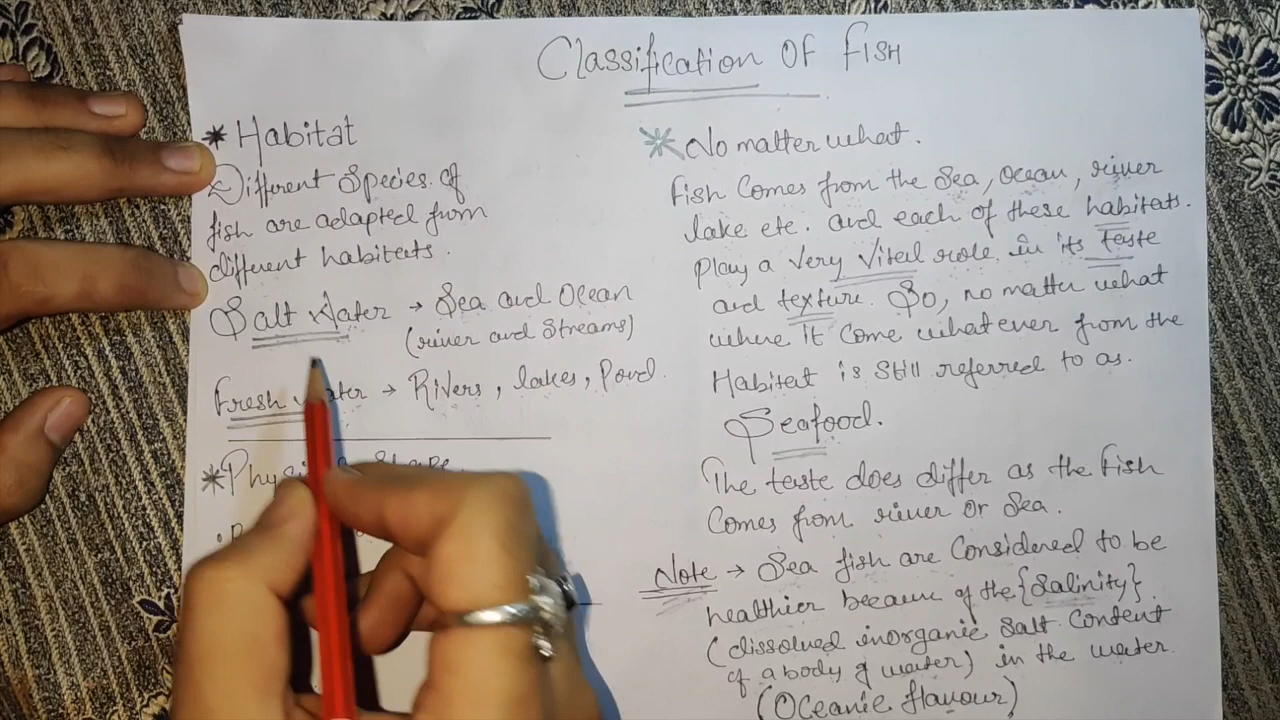 Classification OF FISH
* Habitat
Different Species of
fish are adapted from
different habitats.
Salt Water → Sea and Ocean
(river and Streams)
Fresh Water → Rivers, lakes, Pond.
* Shape
* No matter what.
Fish Comes from the Sea, Ocean, river
lake etc. and each of these habitats.
play a very vital role in its taste
and texture. So, no matter what
where it come whatever from the
Habitat is still referred to as.
Seafood.
The taste does differ as the fish
Comes from river or Sea.
Note → Sea fish are Considered to be
healthier because of the {Salinity}.
(dissolved inorganic Salt Content
of a body of water) in the water.
(Oceanic flavour)